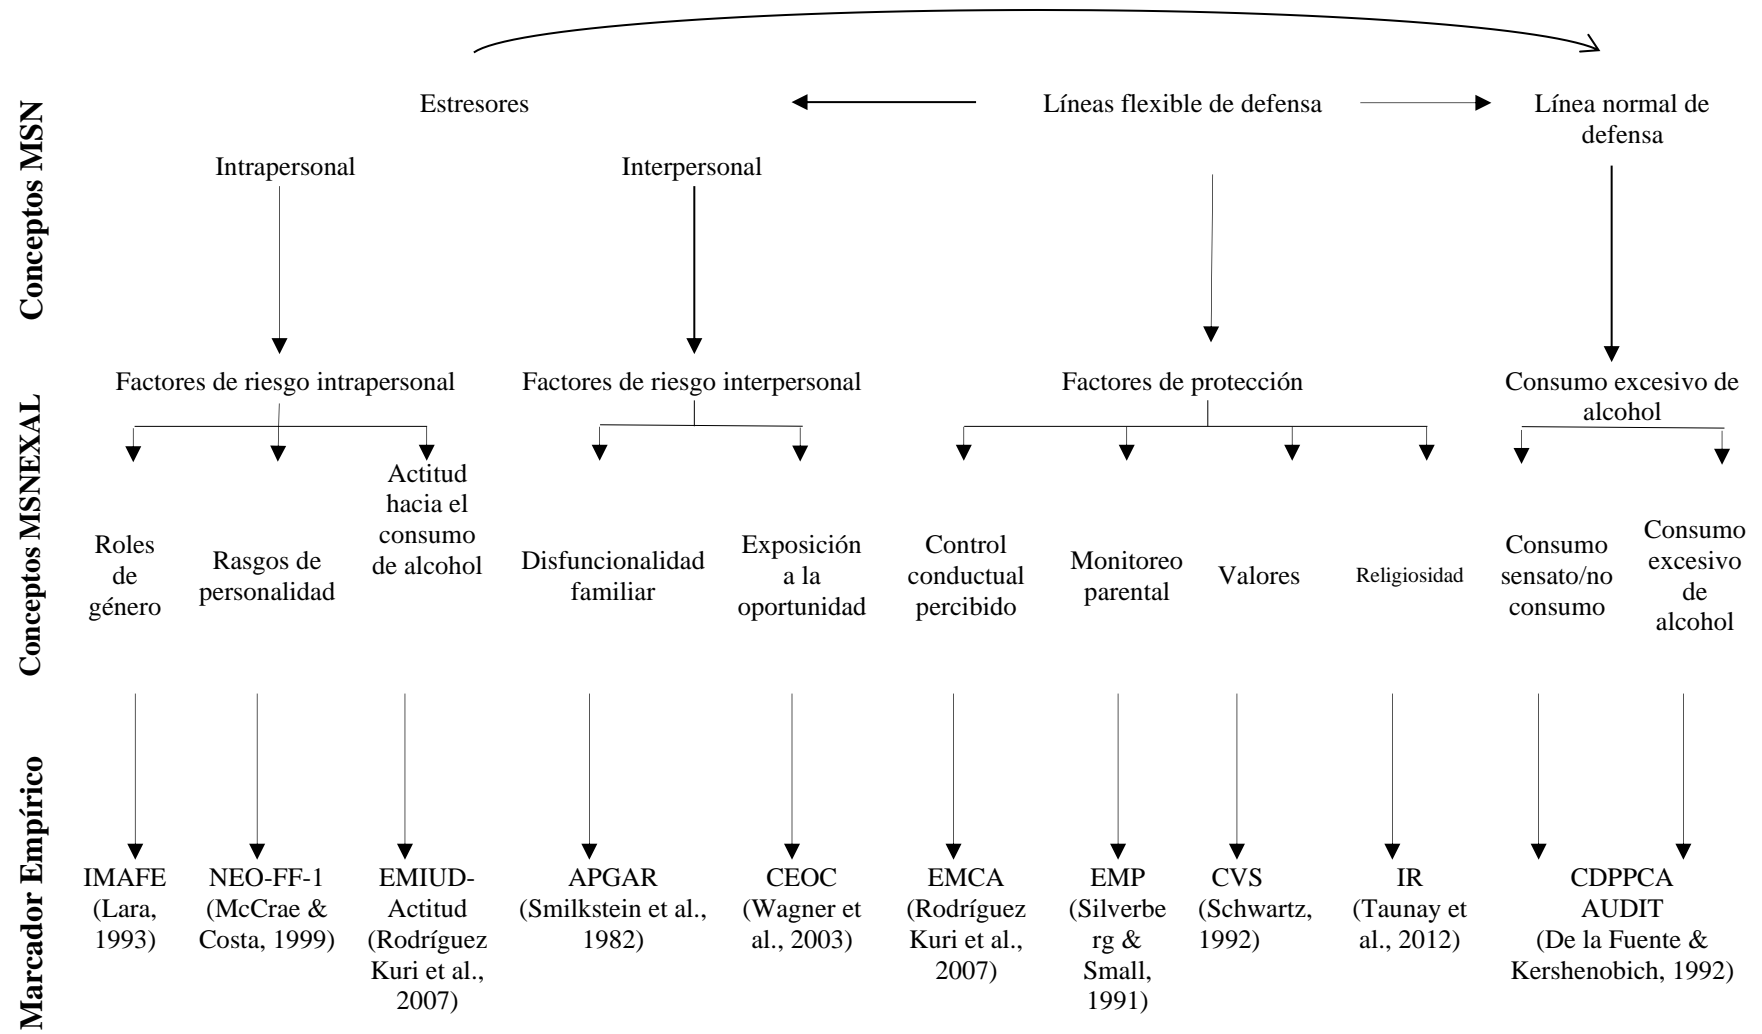 Conceptos MSN
Estresores
Líneas flexible de defensa
Línea normal de
defensa
Intrapersonal
Interpersonal
Conceptos MSNEXAL
Factores de riesgo intrapersonal
Factores de riesgo interpersonal
Factores de protección
Consumo excesivo de
alcohol
Roles
de
género
Rasgos de
personalidad
Actitud
hacia el
consumo
de alcohol
Disfuncionalidad
familiar
Exposición
a la
oportunidad
Control
conductual
percibido
Monitoreo
parental
Valores
Religiosidad
Consumo
sensato/no
consumo
Consumo
excesivo
de
alcohol
Marcador Empírico
IMAFE
(Lara,
1993)
NEO-FF-1
(McCrae &
Costa, 1999)
EMIUD-
Actitud
(Rodríguez
Kuri et al.,
2007)
APGAR
(Smilkstein et al.,
1982)
CEOC
(Wagner et
al., 2003)
EMCA
(Rodríguez
Kuri et al.,
2007)
EMP
(Silverbe
rg &
Small,
1991)
CVS
(Schwartz,
1992)
IR
(Taunay et
al., 2012)
CDPPCA
AUDIT
(De la Fuente &
Kershenobich, 1992)